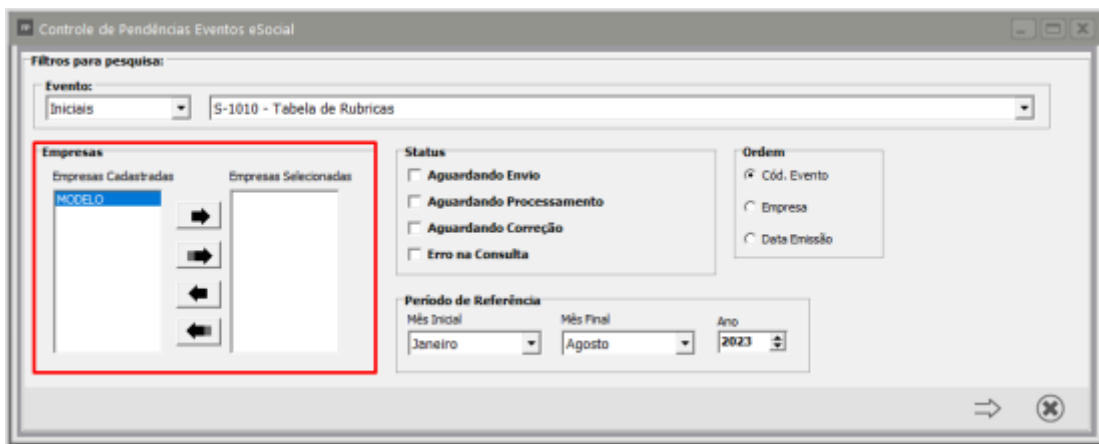 Controle de Pendências Eventos eSocial
Filtros para pesquisa:
Evento:
Iniciais
S-1010 - Tabela de Rubricas
Empresas
Empresas Cadastradas
Empresas Selecionadas
MODELO
Status
Aguardando Envio
Aguardando Processamento
Aguardando Correção
Erro na Consulta
Ordem
Cód. Evento
Empresa
Data Emissão
Período de Referência
Mês Inicial
Mês Final
Ano
Janeiro
Agosto
2023